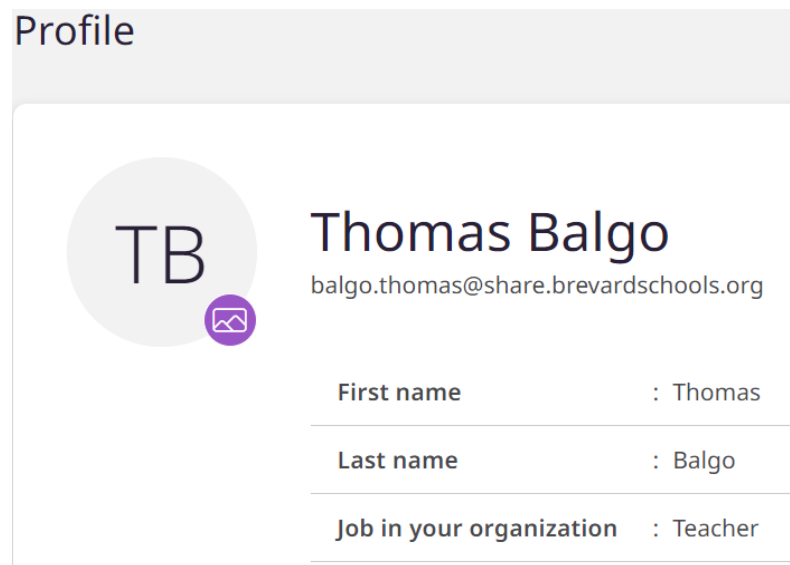 Profile
TB
Thomas Balgo
balgo.thomas@share.brevardschools.org
First name : Thomas
Last name : Balgo
Job in your organization : Teacher